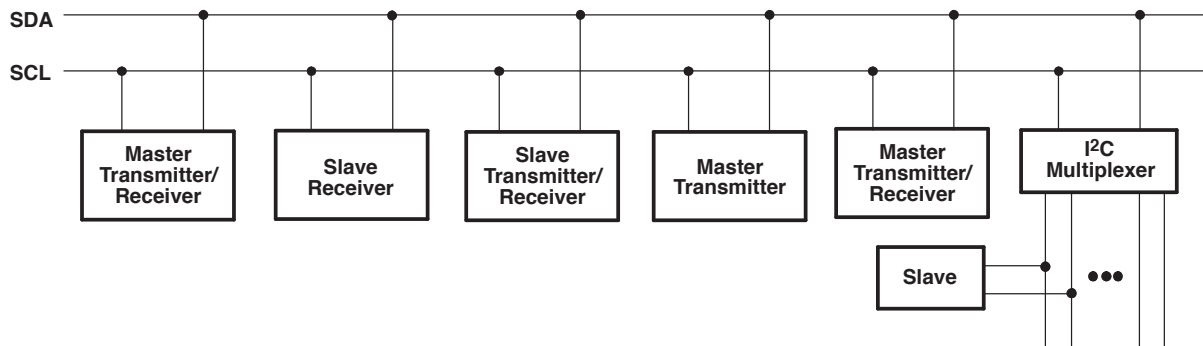 SDA
SCL
Master
Transmitter/
Receiver
Slave
Receiver
Slave
Transmitter/
Receiver
Master
Transmitter
Master
Transmitter/
Receiver
I²C
Multiplexer
Slave